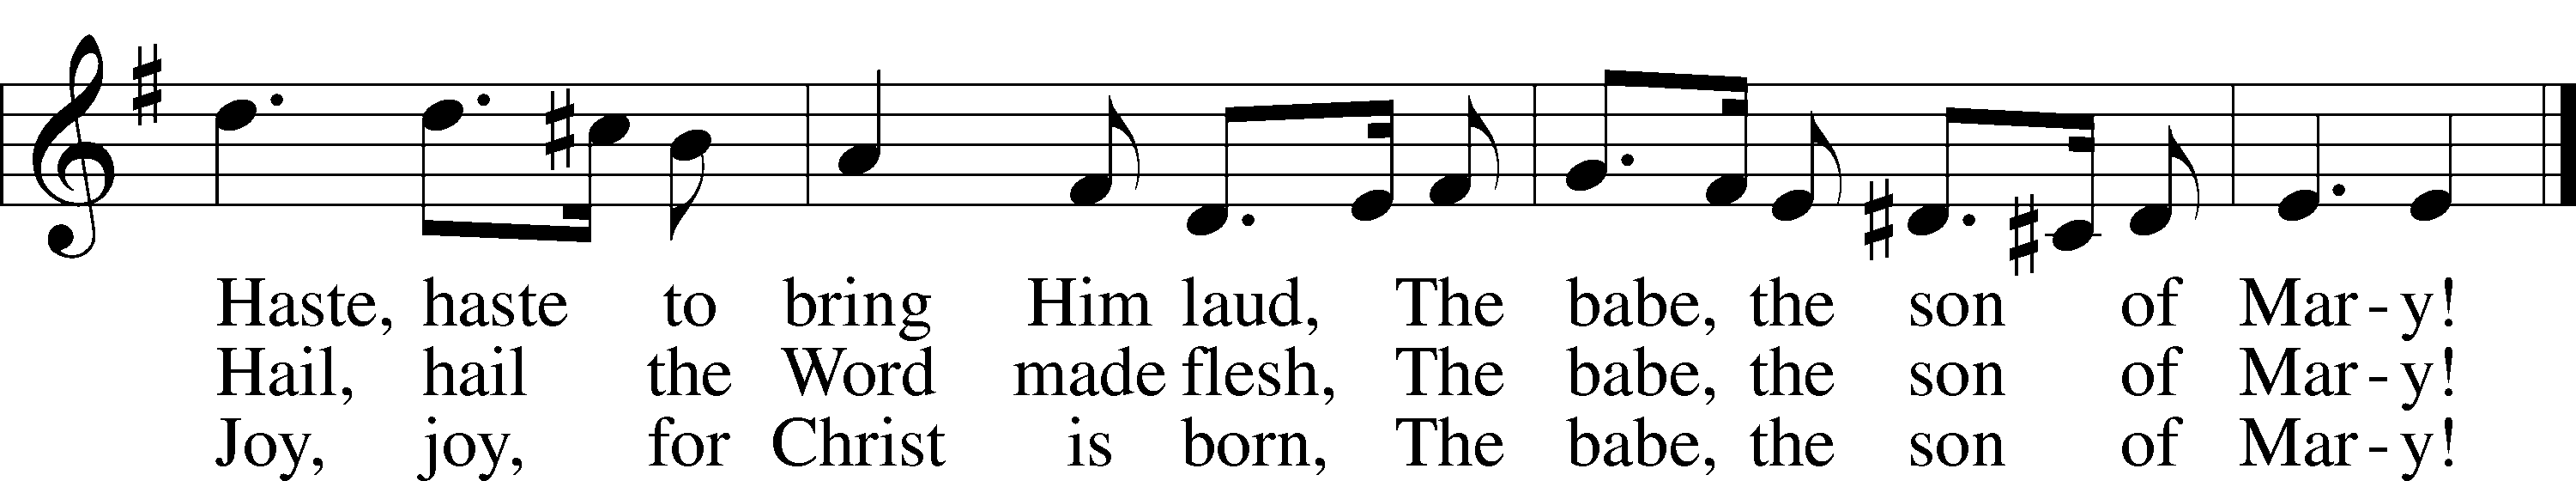 Haste, haste to bring Him laud, The babe, the son of Mar - y!
Hail, hail the Word made flesh, The babe, the son of Mar - y!
Joy, joy, for Christ is born, The babe, the son of Mar - y!